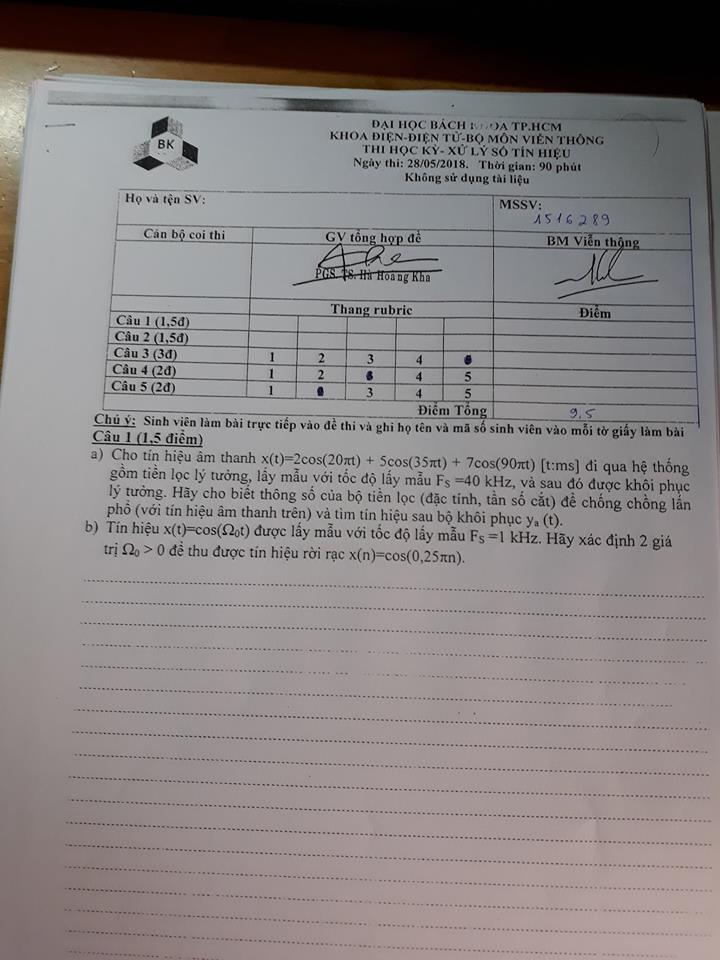 BK
ĐẠI HỌC BÁCH KHOA TP.HCM
KHOA ĐIỆN-ĐIỆN TỬ-BỘ MÔN VIỄN THÔNG
THI HỌC KỲ- XỬ LÝ SỐ TÍN HIỆU
Ngày thi: 28/05/2018. Thời gian: 90 phút
Không sử dụng tài liệu
Họ và tên SV: MSSV:
1516289
Cán bộ coi thi GV tổng hợp đề BM Viễn thông
PGS. TS. Hà Hoàng Kha
Thang rubric Điểm
Câu 1 (1,5đ)
Câu 2 (1,5đ)
Câu 3 (3đ) 1 2 3 4
Câu 4 (2đ) 1 2 4 5
Câu 5 (2đ) 1 3 4 5
Điểm Tổng 9,5
Chú ý: Sinh viên làm bài trực tiếp vào đề thi và ghi họ tên và mã số sinh viên vào mỗi tờ giấy làm bài
Câu 1 (1,5 điểm)
a) Cho tín hiệu âm thanh x(t)=2cos(20πt) + 5cos(35πt) + 7cos(90πt) [t:ms] đi qua hệ thống
gồm tiền lọc lý tưởng, lấy mẫu với tốc độ lấy mẫu FS =40 kHz, và sau đó được khôi phục
lý tưởng. Hãy cho biết thông số của bộ tiền lọc (đặc tính, tần số cắt) để chống chồng lấn
phổ (với tín hiệu âm thanh trên) và tìm tín hiệu sau bộ khôi phục ya (t).
b) Tín hiệu x(t)=cos(Ω0t) được lấy mẫu với tốc độ lấy mẫu FS =1 kHz. Hãy xác định 2 giá
trị Ω0 > 0 để thu được tín hiệu rời rạc x(n)=cos(0,25πn).